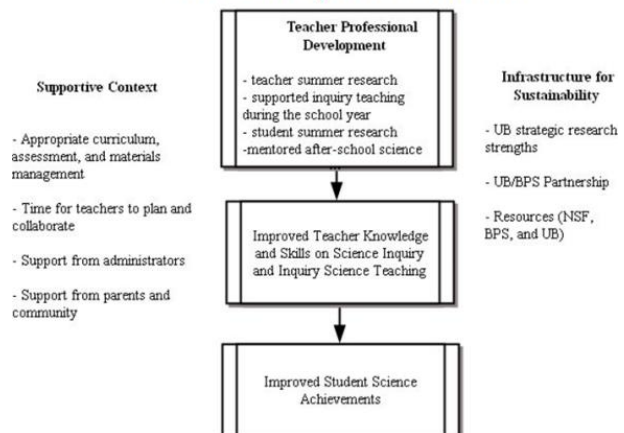 Teacher Professional
Development
- teacher summer research
- supported inquiry teaching
during the school year
- student summer research
-mentored after-school science
Supportive Context
- Appropriate curriculum,
assessment, and materials
management
- Time for teachers to plan and
collaborate
- Support from administrators
- Support from parents and
community
Infrastructure for
Sustainability
- UB strategic research
strengths
- UB/BPS Partnership
- Resources (NSF,
BPS, and UB)
Improved Teacher Knowledge
and Skills on Science Inquiry
and Inquiry Science Teaching
Improved Student Science
Achievements